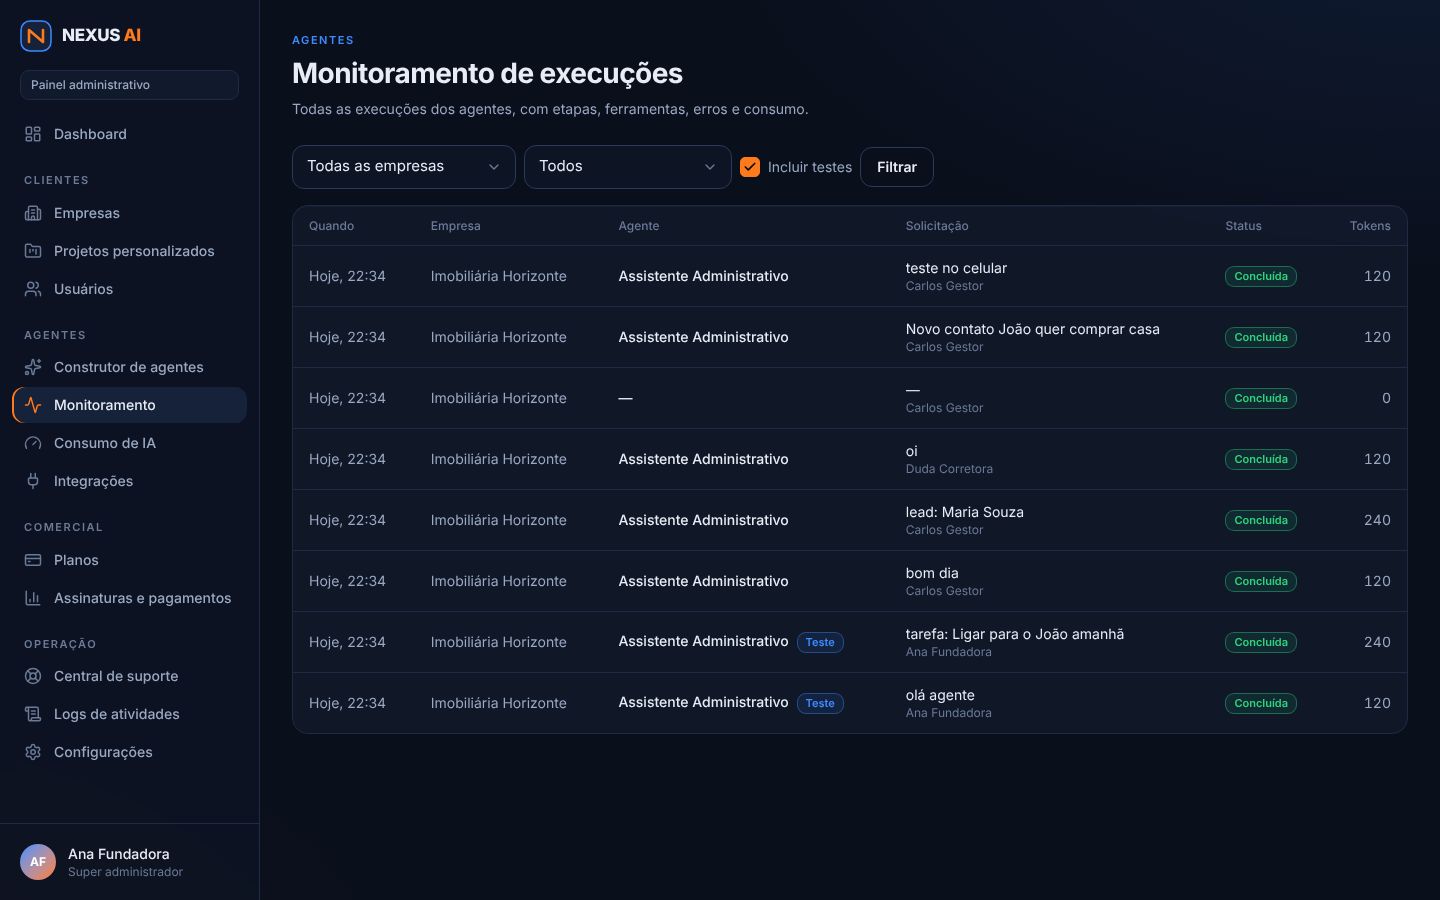 NEXUS AI
Painel administrativo
Dashboard
CLIENTES
Empresas
Projetos personalizados
Usuários
AGENTES
Construtor de agentes
Monitoramento
Consumo de IA
Integrações
COMERCIAL
Planos
Assinaturas e pagamentos
OPERAÇÃO
Central de suporte
Logs de atividades
Configurações
AF
Ana Fundadora
Super administrador
AGENTES
Monitoramento de execuções
Todas as execuções dos agentes, com etapas, ferramentas, erros e consumo.
Todas as empresas Todos Incluir testes Filtrar
Quando Empresa Agente Solicitação Status Tokens
Hoje, 22:34 Imobiliária Horizonte Assistente Administrativo teste no celular Concluída 120
Carlos Gestor
Hoje, 22:34 Imobiliária Horizonte Assistente Administrativo Novo contato João quer comprar casa Concluída 120
Carlos Gestor
Hoje, 22:34 Imobiliária Horizonte — — Concluída 0
Carlos Gestor
Hoje, 22:34 Imobiliária Horizonte Assistente Administrativo oi Concluída 120
Duda Corretora
Hoje, 22:34 Imobiliária Horizonte Assistente Administrativo lead: Maria Souza Concluída 240
Carlos Gestor
Hoje, 22:34 Imobiliária Horizonte Assistente Administrativo bom dia Concluída 120
Carlos Gestor
Hoje, 22:34 Imobiliária Horizonte Assistente Administrativo Teste tarefa: Ligar para o João amanhã Concluída 240
Ana Fundadora
Hoje, 22:34 Imobiliária Horizonte Assistente Administrativo Teste olá agente Concluída 120
Ana Fundadora